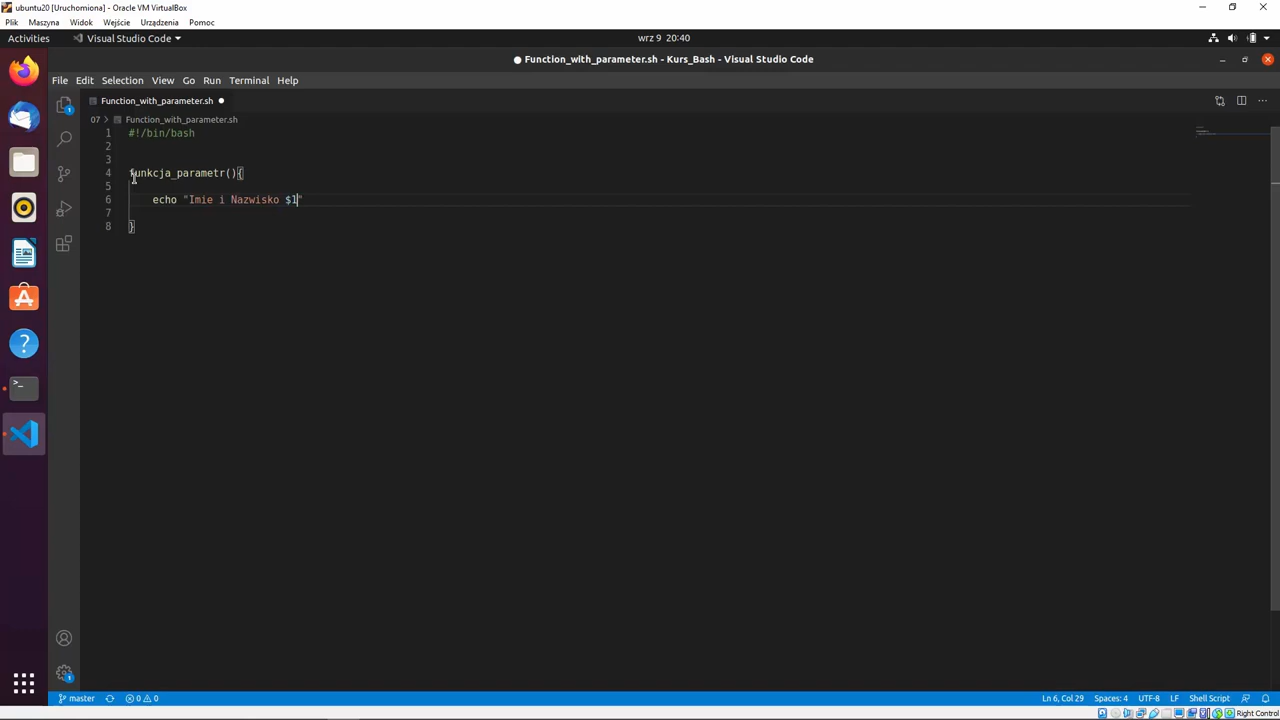 ubuntu20 [Uruchomiona] - Oracle VM VirtualBox
Plik Maszyna Widok Wejście Urządzenia Pomoc
Activities Visual Studio Code wrz 9 20:40
● Function_with_parameter.sh - Kurs_Bash - Visual Studio Code
File Edit Selection View Go Run Terminal Help
1
Function_with_parameter.sh ●
07 > Function_with_parameter.sh
1 #!/bin/bash
2
3
4 funkcja_parametr(){
5
6 echo "Imie i Nazwisko $1"
7
8 }
master 0 0 Ln 6, Col 29 Spaces: 4 UTF-8 LF Shell Script
Right Control